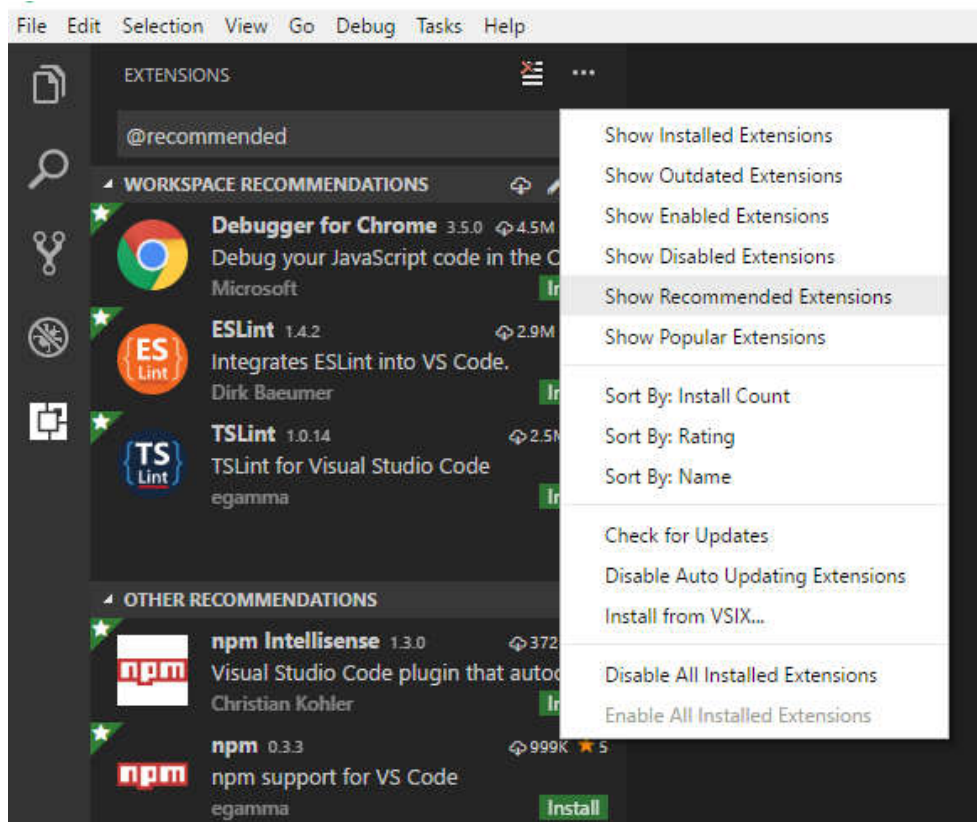 File Edit Selection View Go Debug Tasks Help
EXTENSIONS
@recommended
WORKSPACE RECOMMENDATIONS
Debugger for Chrome 3.5.0 4.5M
Debug your JavaScript code in the
Microsoft
ES Lint
ESLint 1.4.2 2.9M
Integrates ESLint into VS Code.
Dirk Baeumer
TS Lint
TSLint 1.0.14
TSLint for Visual Studio Code
egamma
OTHER RECOMMENDATIONS
npm
npm Intellisense 1.3.0 372
Visual Studio Code plugin that
Christian Kohler
npm
npm 0.3.3 999K 5
npm support for VS Code
egamma Install
Show Installed Extensions
Show Outdated Extensions
Show Enabled Extensions
Show Disabled Extensions
Show Recommended Extensions
Show Popular Extensions
Sort By: Install Count
Sort By: Rating
Sort By: Name
Check for Updates
Disable Auto Updating Extensions
Install from VSIX...
Disable All Installed Extensions
Enable All Installed Extensions